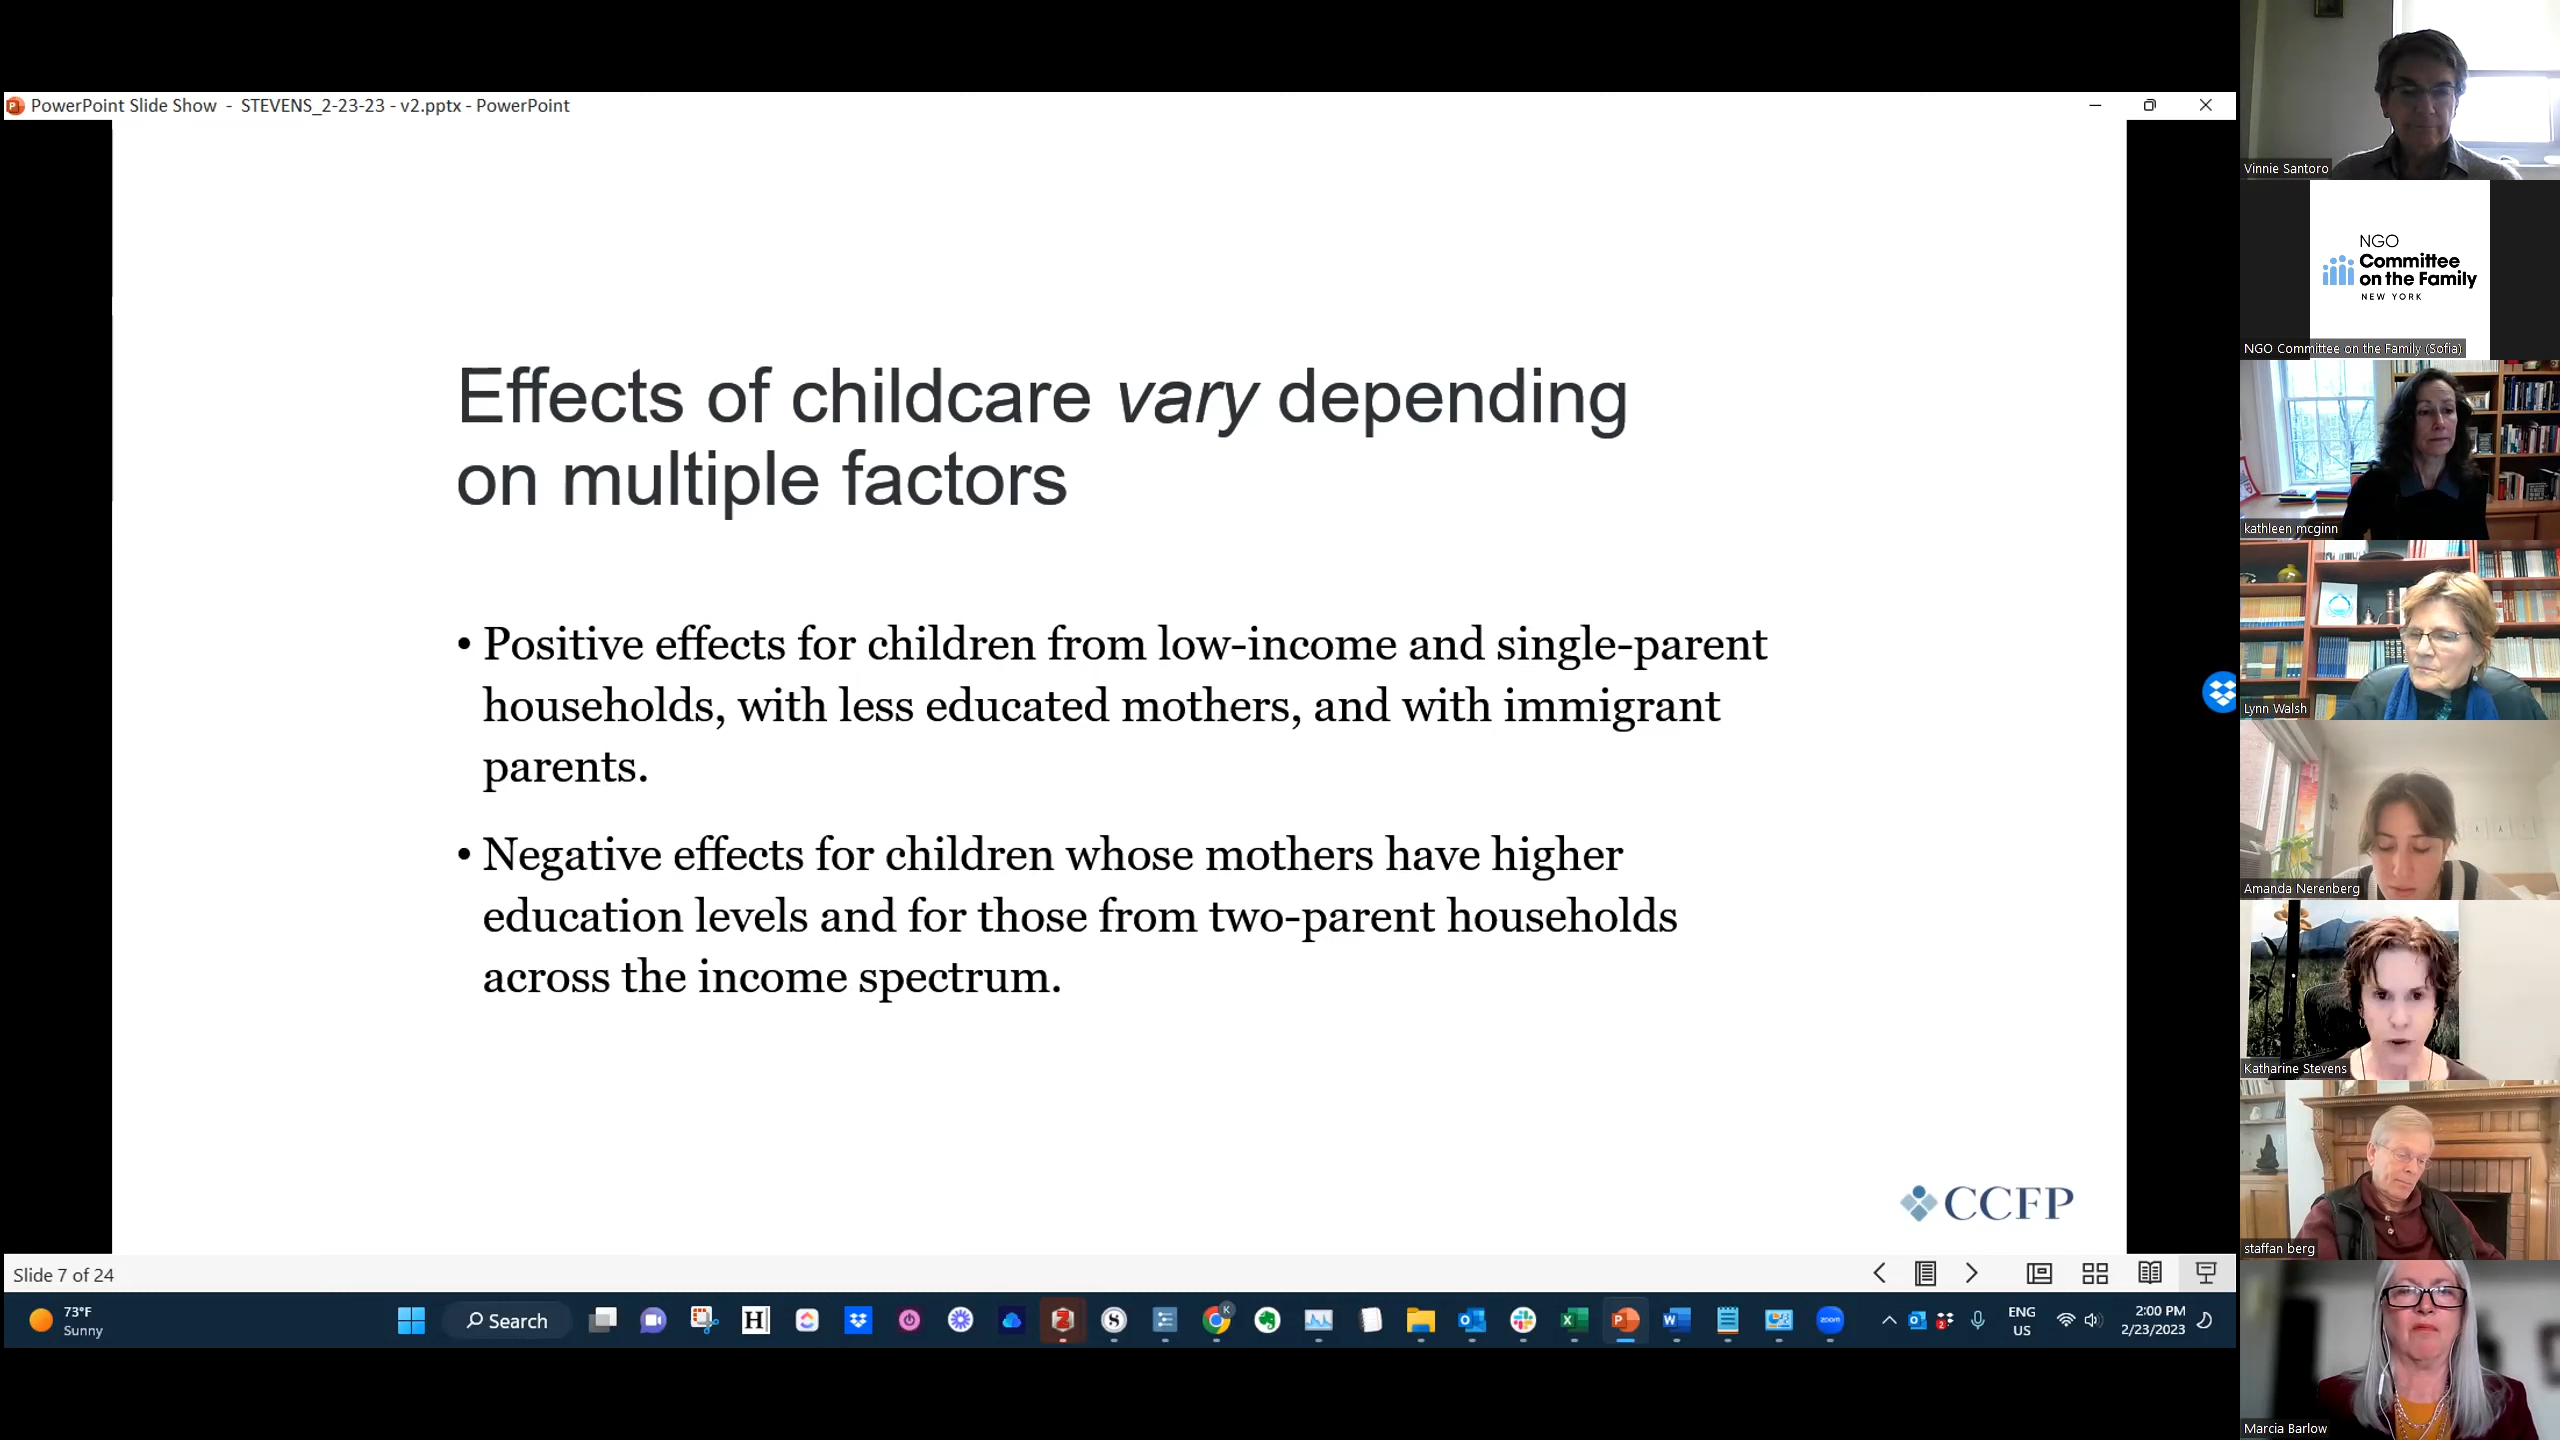 PowerPoint Slide Show - STEVENS_2-23-23 - v2.pptx - PowerPoint
Effects of childcare vary depending
on multiple factors
• Positive effects for children from low-income and single-parent
households, with less educated mothers, and with immigrant
parents.
• Negative effects for children whose mothers have higher
education levels and for those from two-parent households
across the income spectrum.
CCFP
Slide 7 of 24
73°F
Sunny
Search
ENG
US
2:00 PM
2/23/2023
Vinnie Santoro
NGO
Committee
on the Family
NEW YORK
NGO Committee on the Family (Sofia)
kathleen mcginn
Lynn Walsh
Amanda Nerenberg
Katharine Stevens
staffan berg
Marcia Barlow